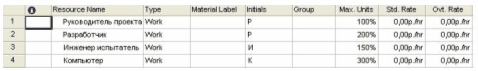 Resource Name Type Material Label Initials Group Max. Units Std. Rate Ovt. Rate
1 Руководитель проекта Work Р 100% 0,00р./hr 0,00р./hr
2 Разработчик Work Р 200% 0,00р./hr 0,00р./hr
3 Инженер испытатель Work И 150% 0,00р./hr 0,00р./hr
4 Компьютер Work К 300% 0,00р./hr 0,00р./hr